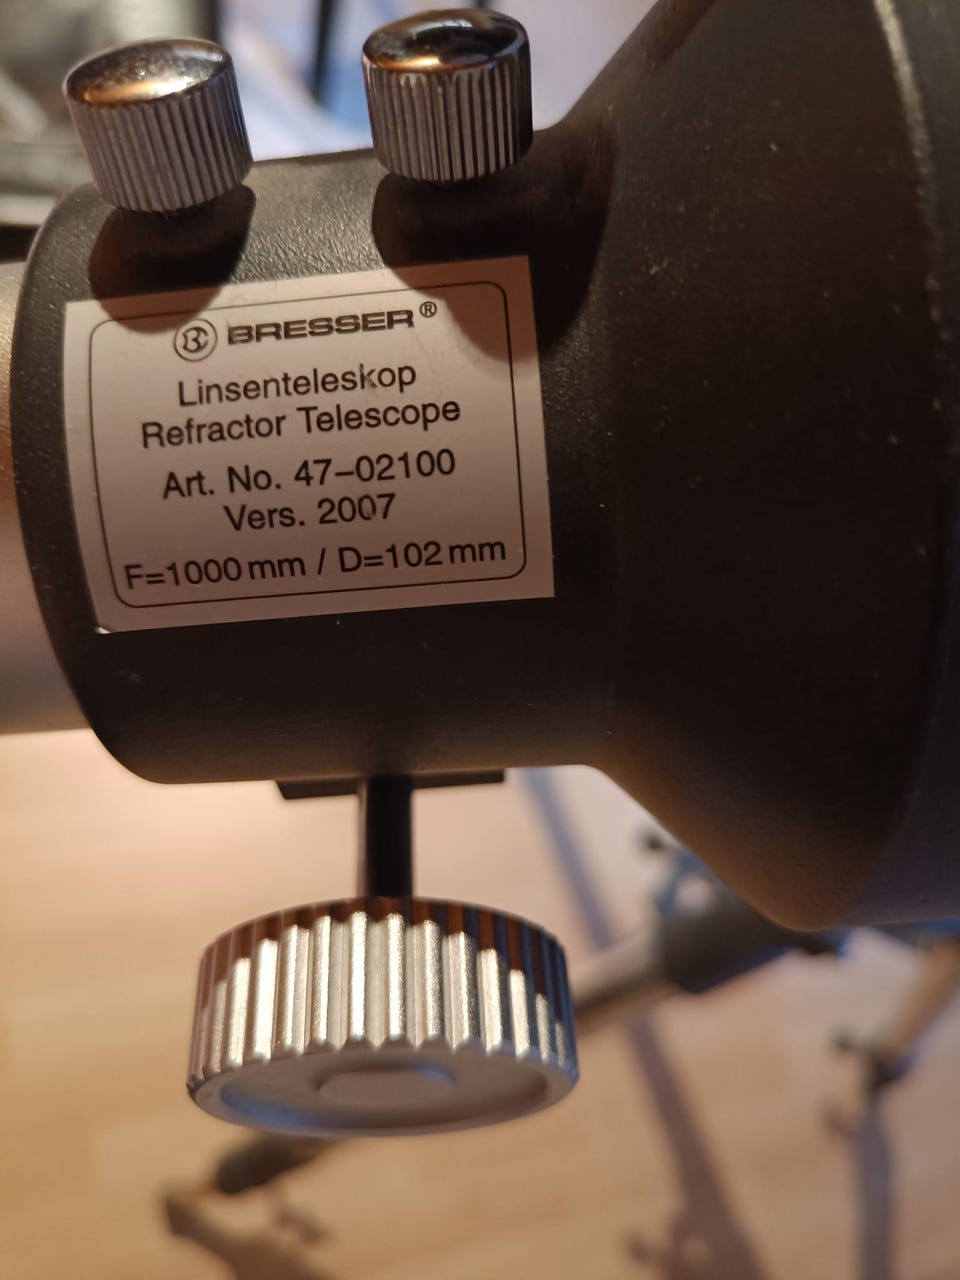 BRESSER®
Linsenteleskop
Refractor Telescope
Art. No. 47-02100
Vers. 2007
F=1000 mm / D=102 mm